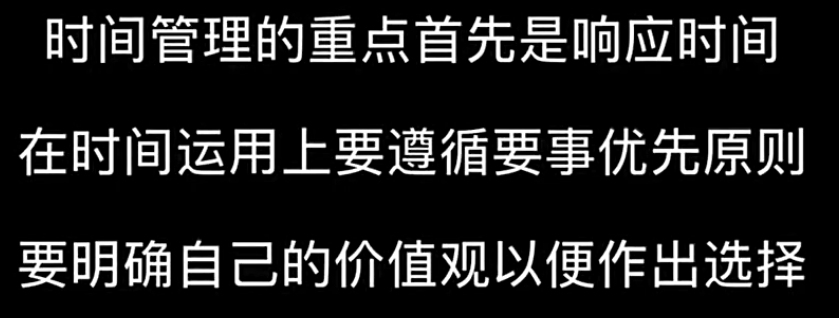 时间管理的重点首先是响应时间
在时间运用上要遵循要事优先原则
要明确自己的价值观以便作出选择